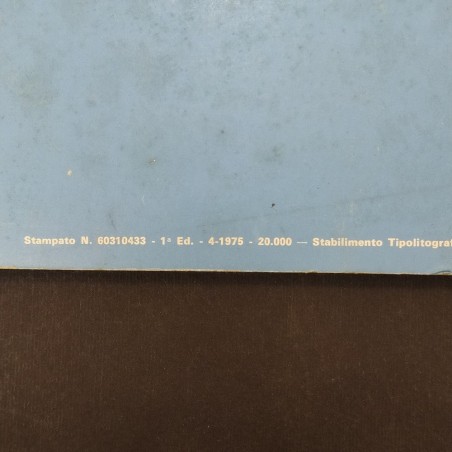 Stampato N. 60310433 - 1ª Ed. - 4-1975 - 20.000 — Stabilimento Tipolitograf